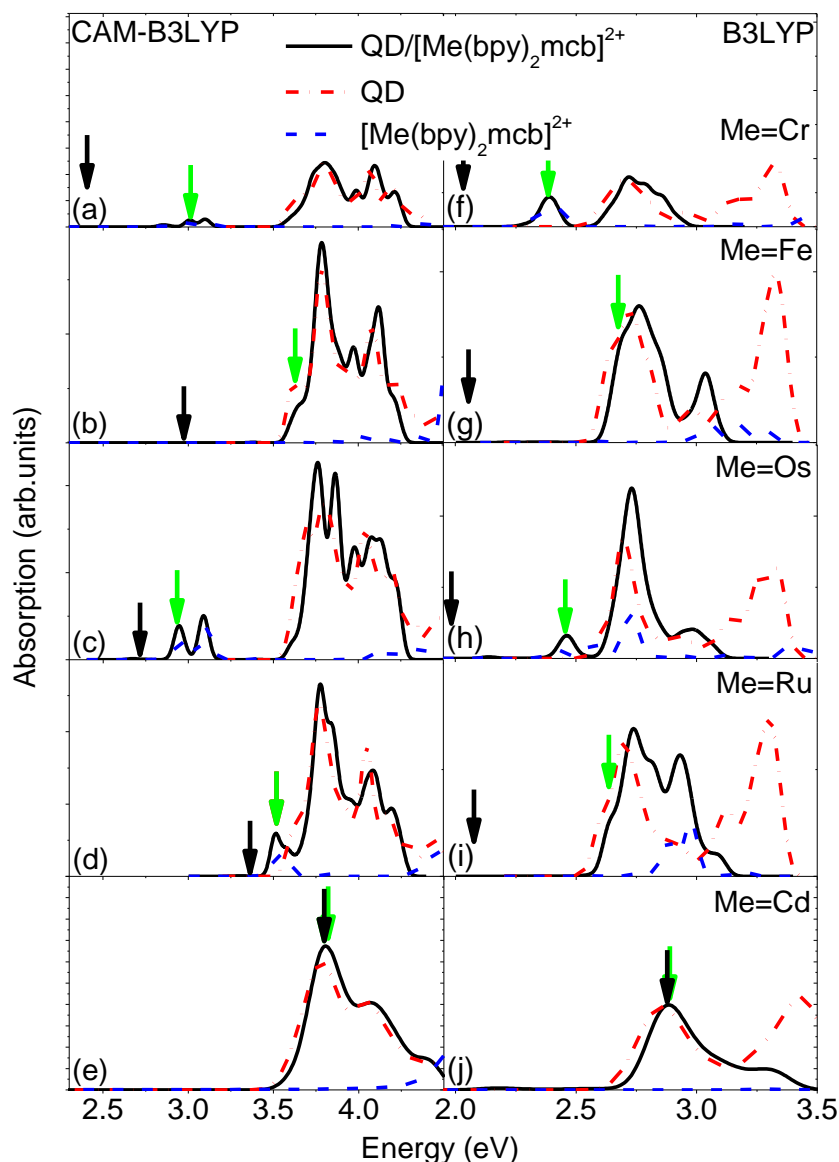 CAM-B3LYP
B3LYP
QD/[Me(bpy)₂mcb]²⁺
QD
[Me(bpy)₂mcb]²⁺
Me=Cr
(a)
(f)
Me=Fe
(b)
(g)
Me=Os
(c)
(h)
Me=Ru
(d)
(i)
Me=Cd
(e)
(j)
Absorption (arb.units)
2.5 3.0 3.5 4.0 2.0 2.5 3.0 3.5
Energy (eV)